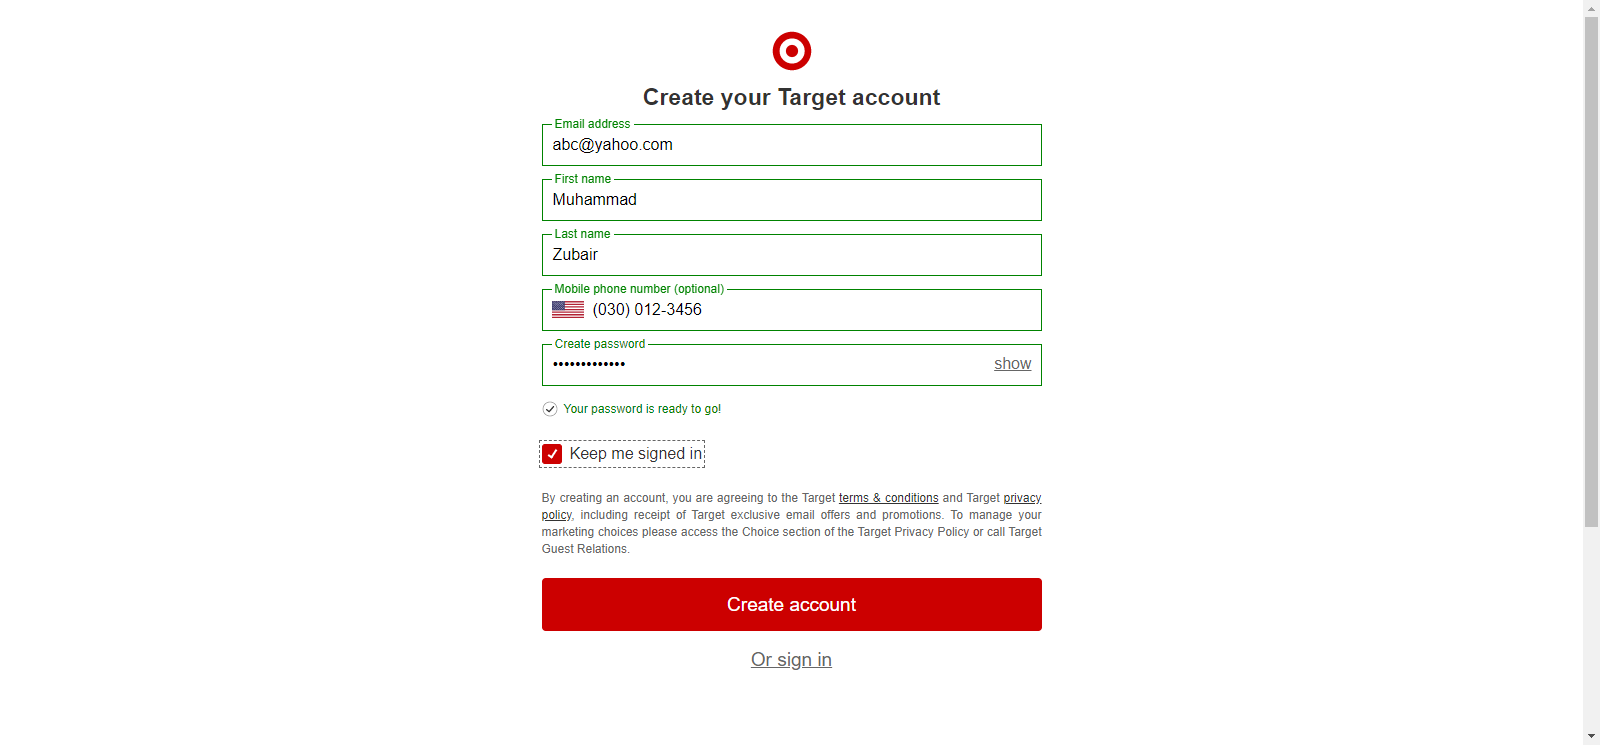 Create your Target account
Email address
abc@yahoo.com
First name
Muhammad
Last name
Zubair
Mobile phone number (optional)
(030) 012-3456
Create password
•••••••••••••
show
Your password is ready to go!
Keep me signed in
By creating an account, you are agreeing to the Target terms & conditions and Target privacy
policy, including receipt of Target exclusive email offers and promotions. To manage your
marketing choices please access the Choice section of the Target Privacy Policy or call Target
Guest Relations.
Create account
Or sign in